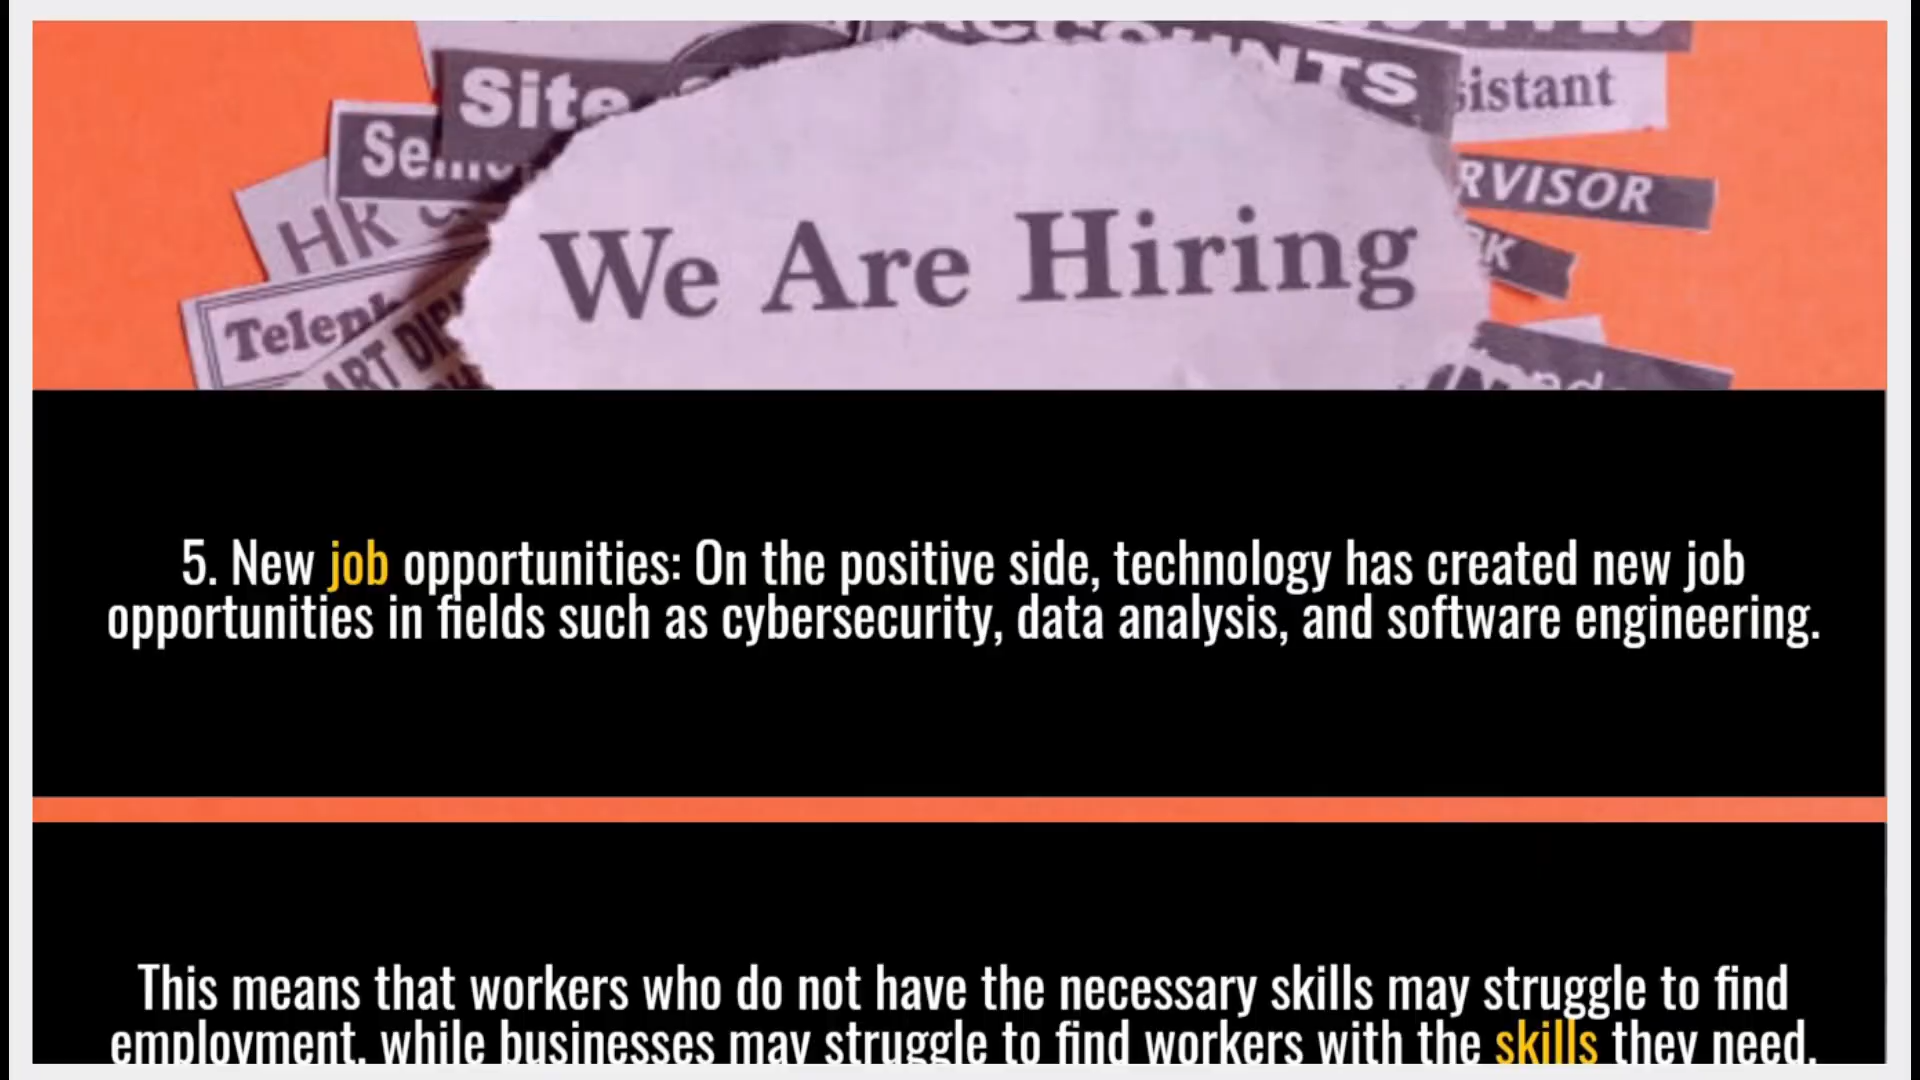 ACCOUNTS
Site
istant
RVISOR
HR
We Are Hiring
ART
5. New job opportunities: On the positive side, technology has created new job
opportunities in fields such as cybersecurity, data analysis, and software engineering.
This means that workers who do not have the necessary skills may struggle to find
employment, while businesses may struggle to find workers with the skills they need.